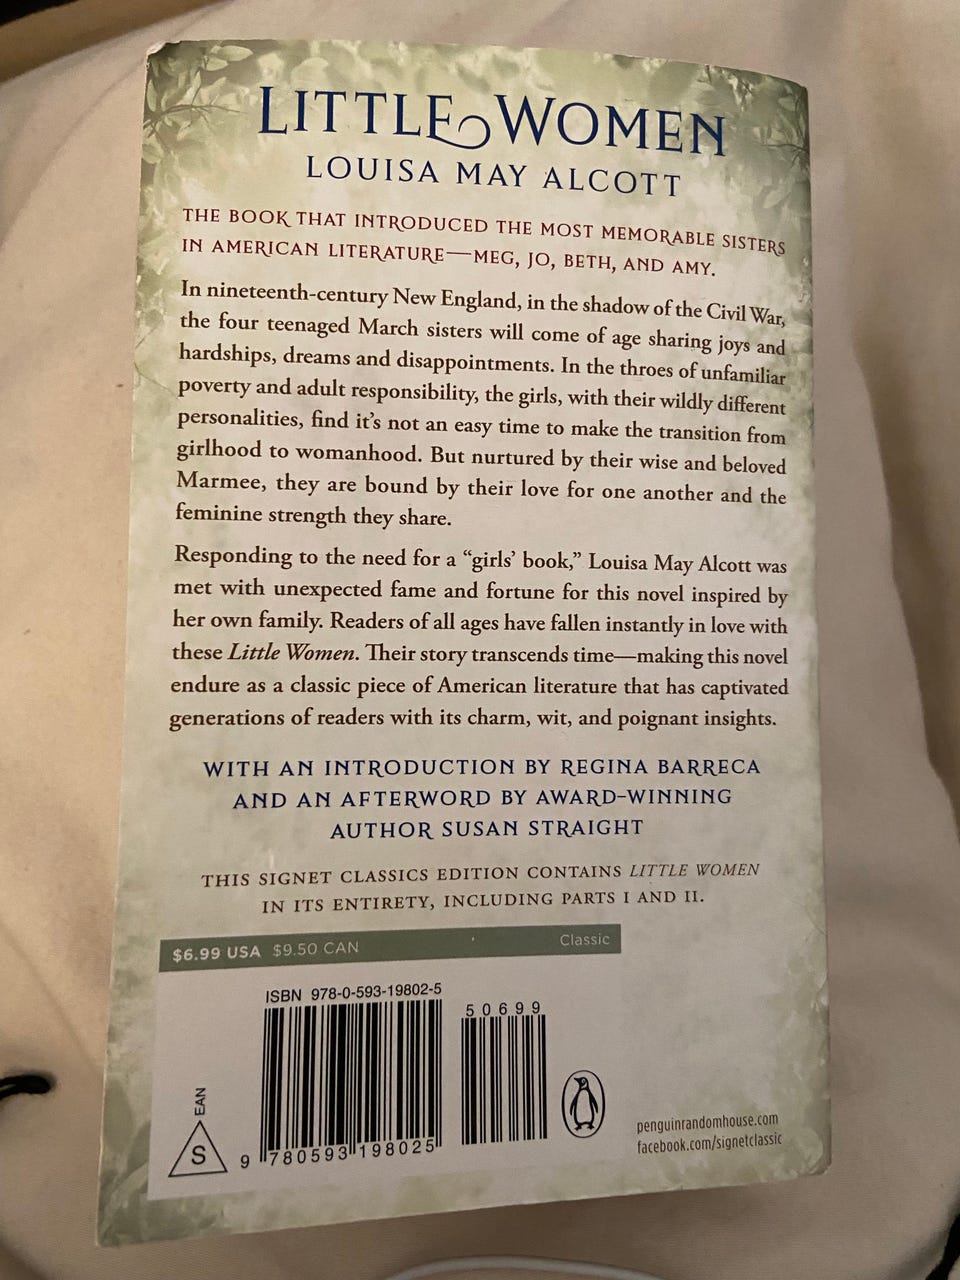 LITTLE WOMEN
LOUISA MAY ALCOTT
THE BOOK THAT INTRODUCED THE MOST MEMORABLE SISTERS
IN AMERICAN LITERATURE—MEG, JO, BETH, AND AMY.
In nineteenth-century New England, in the shadow of the Civil War,
the four teenaged March sisters will come of age sharing joys and
hardships, dreams and disappointments. In the throes of unfamiliar
poverty and adult responsibility, the girls, with their wildly different
personalities, find it's not an easy time to make the transition from
girlhood to womanhood. But nurtured by their wise and beloved
Marmee, they are bound by their love for one another and the
feminine strength they share.
Responding to the need for a “girls’ book,” Louisa May Alcott was
met with unexpected fame and fortune for this novel inspired by
her own family. Readers of all ages have fallen instantly in love with
these Little Women. Their story transcends time—making this novel
endure as a classic piece of American literature that has captivated
generations of readers with its charm, wit, and poignant insights.
WITH AN INTRODUCTION BY REGINA BARRECA
AND AN AFTERWORD BY AWARD-WINNING
AUTHOR SUSAN STRAIGHT
THIS SIGNET CLASSICS EDITION CONTAINS LITTLE WOMEN
IN ITS ENTIRETY, INCLUDING PARTS I AND II.
$6.99 USA $9.50 CAN Classic
ISBN 978-0-593-19802-5
50699
EAN
S
9 780593 198025
penguinrandomhouse.com
facebook.com/signetclassic